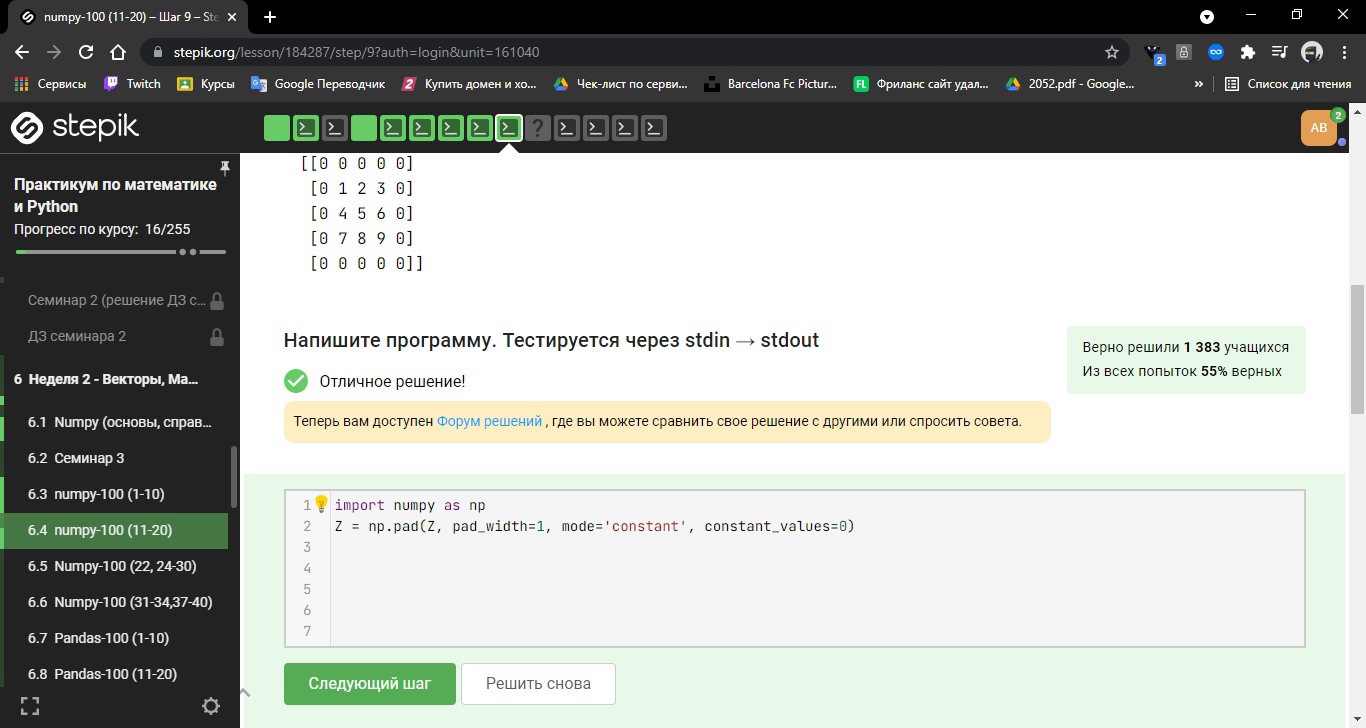 numpy-100 (11-20) – Шаг 9 – Ste
stepik.org/lesson/184287/step/9?auth=login&unit=161040
2
Сервисы
Twitch
Курсы
Google Переводчик
Купить домен и хо...
Чек-лист по серви...
Barcelona Fc Pictur...
FL
Фриланс сайт удал...
2052.pdf - Google...
»
Список для чтения
stepik
?
AB
2
Практикум по математике
и Python
Прогресс по курсу: 16/255
Семинар 2 (решение ДЗ с...
ДЗ семинара 2
6 Неделя 2 - Векторы, Ма...
6.1 Numpy (основы, справ...
6.2 Семинар 3
6.3 numpy-100 (1-10)
6.4 numpy-100 (11-20)
6.5 Numpy-100 (22, 24-30)
6.6 Numpy-100 (31-34,37-40)
6.7 Pandas-100 (1-10)
6.8 Pandas-100 (11-20)
[[0 0 0 0 0]
[0 1 2 3 0]
[0 4 5 6 0]
[0 7 8 9 0]
[0 0 0 0 0]]
Напишите программу. Тестируется через stdin → stdout
Верно решили 1 383 учащихся
Из всех попыток 55% верных
Отличное решение!
Теперь вам доступен Форум решений , где вы можете сравнить свое решение с другими или спросить совета.
1 import numpy as np
2 Z = np.pad(Z, pad_width=1, mode='constant', constant_values=0)
3
4
5
6
7
Следующий шаг
Решить снова